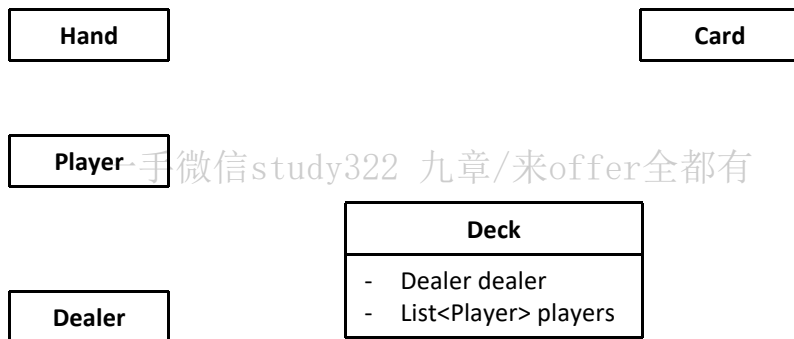 Hand
Card
Player
一手微信study322 九章/来offer全都有
Deck
- Dealer dealer
- List<Player> players
Dealer